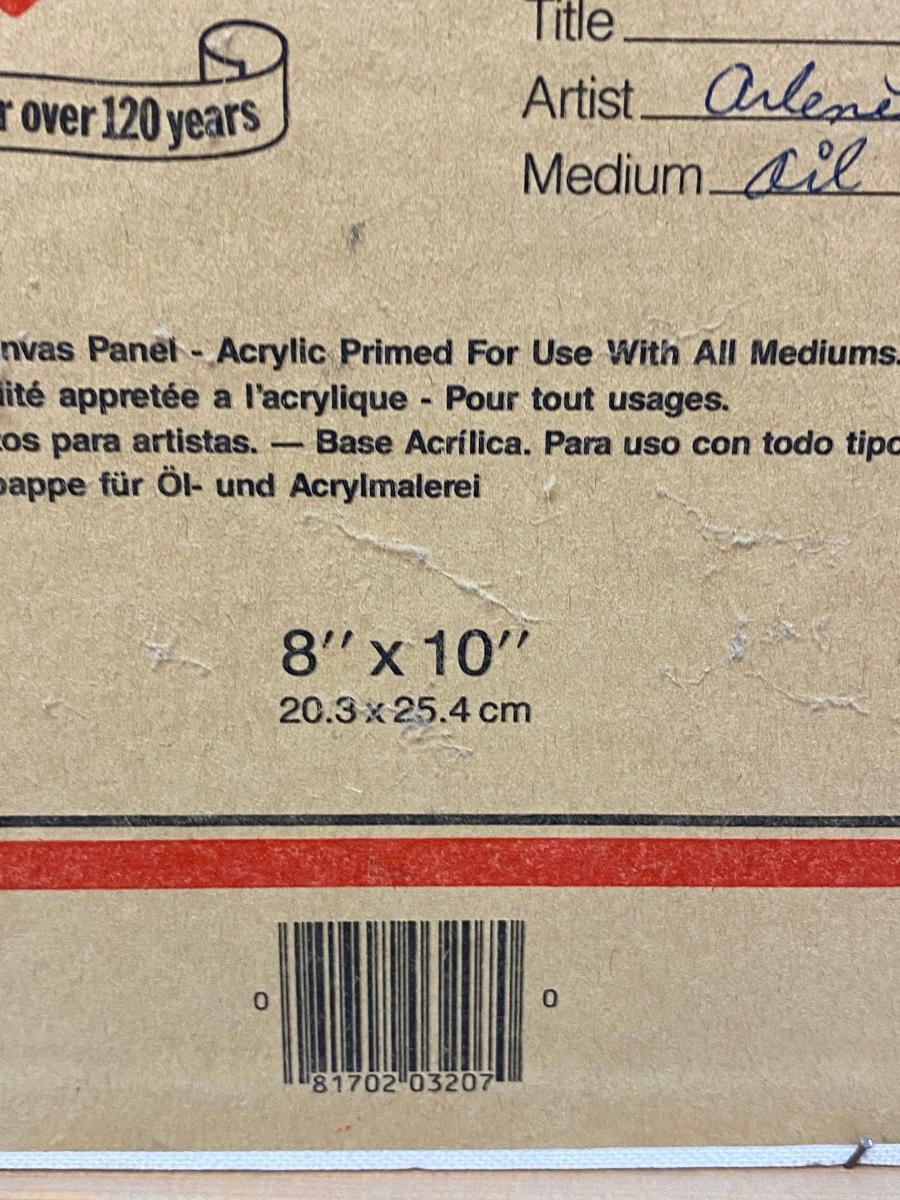 Title
r over 120 years
Artist Arlene
Medium oil
nvas Panel - Acrylic Primed For Use With All Mediums.
lité appretée a l'acrylique - Pour tout usages.
tos para artistas. — Base Acrílica. Para uso con todo tipo
pappe für Öl- und Acrylmalerei
8" x 10"
20.3 x 25.4 cm
0 81702 03207 0